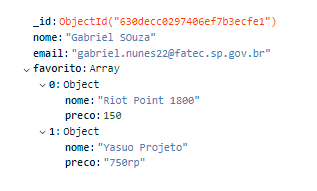 _id: ObjectId("630decc0297406ef7b3ecfe1")
nome: "Gabriel SOuza"
email: "gabriel.nunes22@fatec.sp.gov.br"
favorito: Array
0: Object
nome: "Riot Point 1800"
preco: 150
1: Object
nome: "Yasuo Projeto"
preco: "750rp"